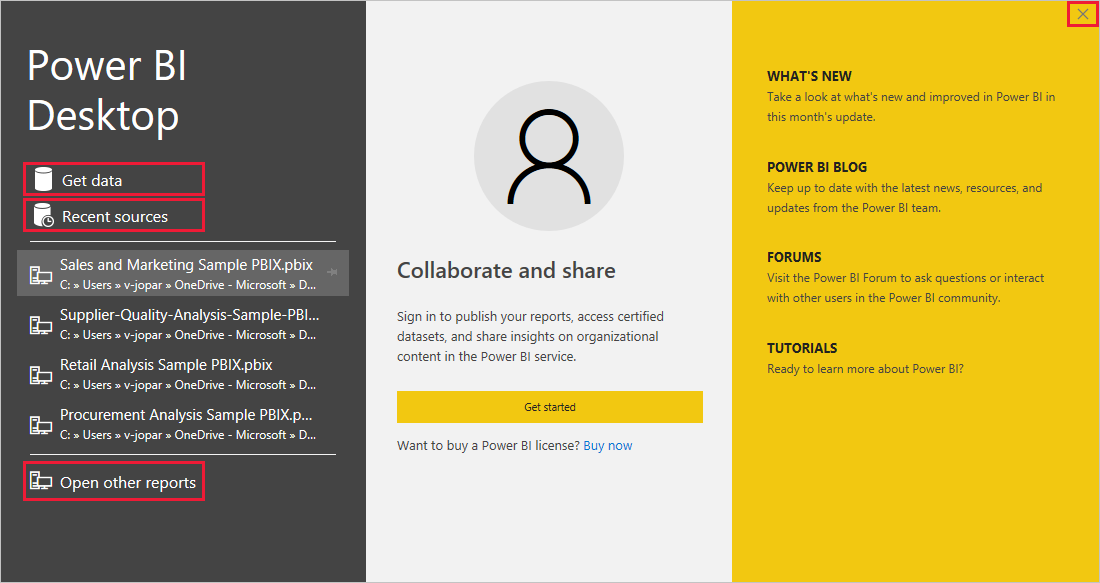 Power BI
Desktop
Get data
Recent sources
Sales and Marketing Sample PBIX.pbix
C: » Users » v-jopar » OneDrive - Microsoft » D...
Supplier-Quality-Analysis-Sample-PBI...
C: » Users » v-jopar » OneDrive - Microsoft » D...
Retail Analysis Sample PBIX.pbix
C: » Users » v-jopar » OneDrive - Microsoft » D...
Procurement Analysis Sample PBIX.p...
C: » Users » v-jopar » OneDrive - Microsoft » D...
Open other reports
Collaborate and share
Sign in to publish your reports, access certified
datasets, and share insights on organizational
content in the Power BI service.
Get started
Want to buy a Power BI license? Buy now
WHAT'S NEW
Take a look at what's new and improved in Power BI in
this month's update.
POWER BI BLOG
Keep up to date with the latest news, resources, and
updates from the Power BI team.
FORUMS
Visit the Power BI Forum to ask questions or interact
with other users in the Power BI community.
TUTORIALS
Ready to learn more about Power BI?